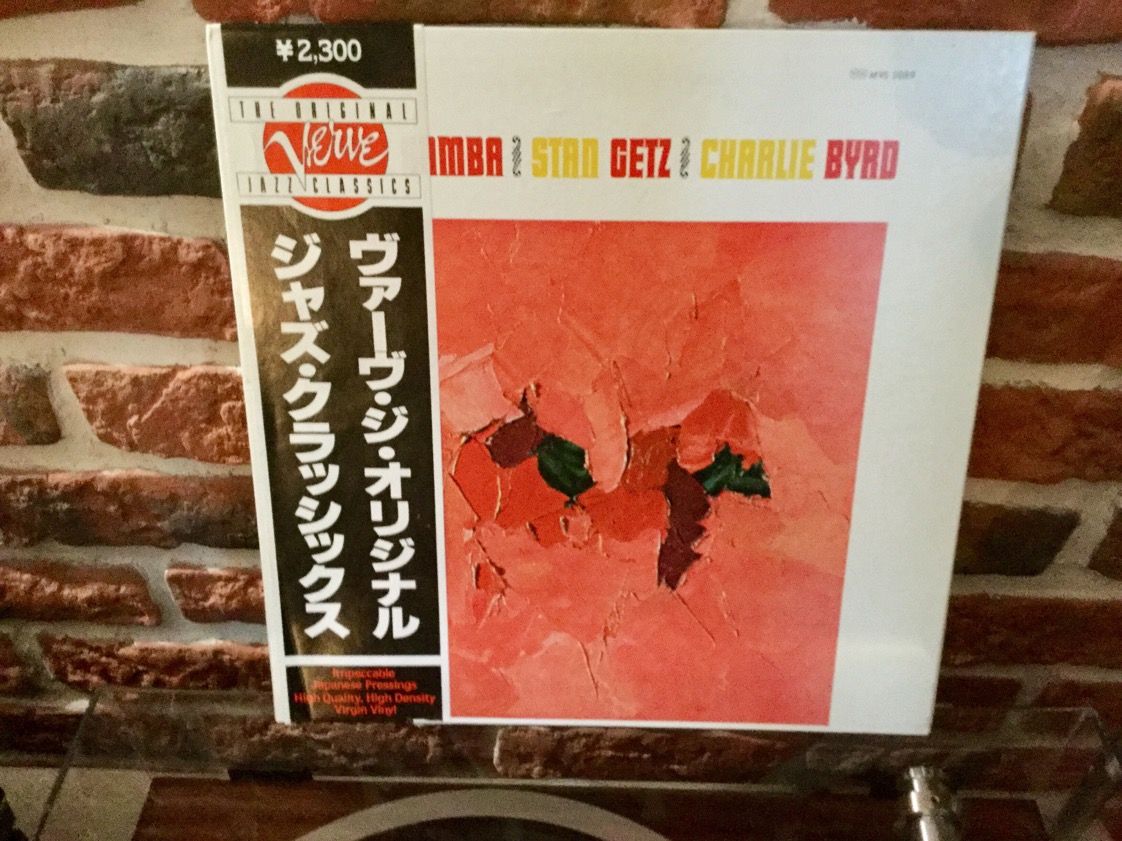 ¥2,300
THE ORIGINAL
Verve
JAZZ CLASSICS
ヴァーヴ・ジ・オリジナル
ジャズ・クラッシックス
Impeccable
Japanese Pressings
High Quality, High Density
Virgin Vinyl
MBA STAN GETZ CHARLIE BYRD